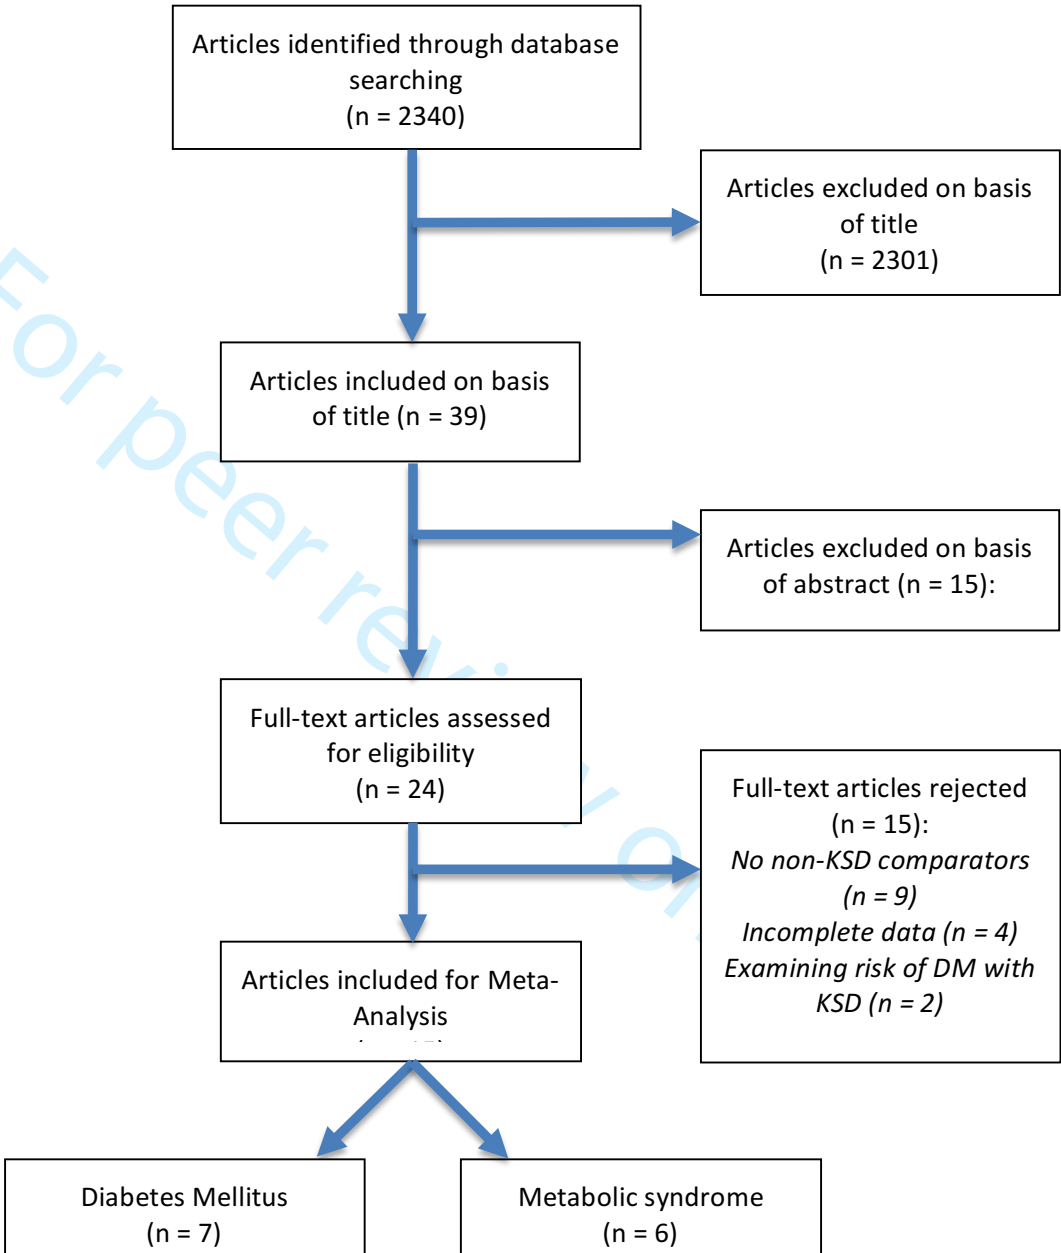 Articles identified through database
searching
(n = 2340)
Articles excluded on basis
of title
(n = 2301)
Articles included on basis
of title (n = 39)
Articles excluded on basis
of abstract (n = 15):
Full-text articles assessed
for eligibility
(n = 24)
Full-text articles rejected
(n = 15):
No non-KSD comparators
(n = 9)
Incomplete data (n = 4)
Examining risk of DM with
KSD (n = 2)
Articles included for Meta-
Analysis
Diabetes Mellitus
(n = 7)
Metabolic syndrome
(n = 6)
For peer review